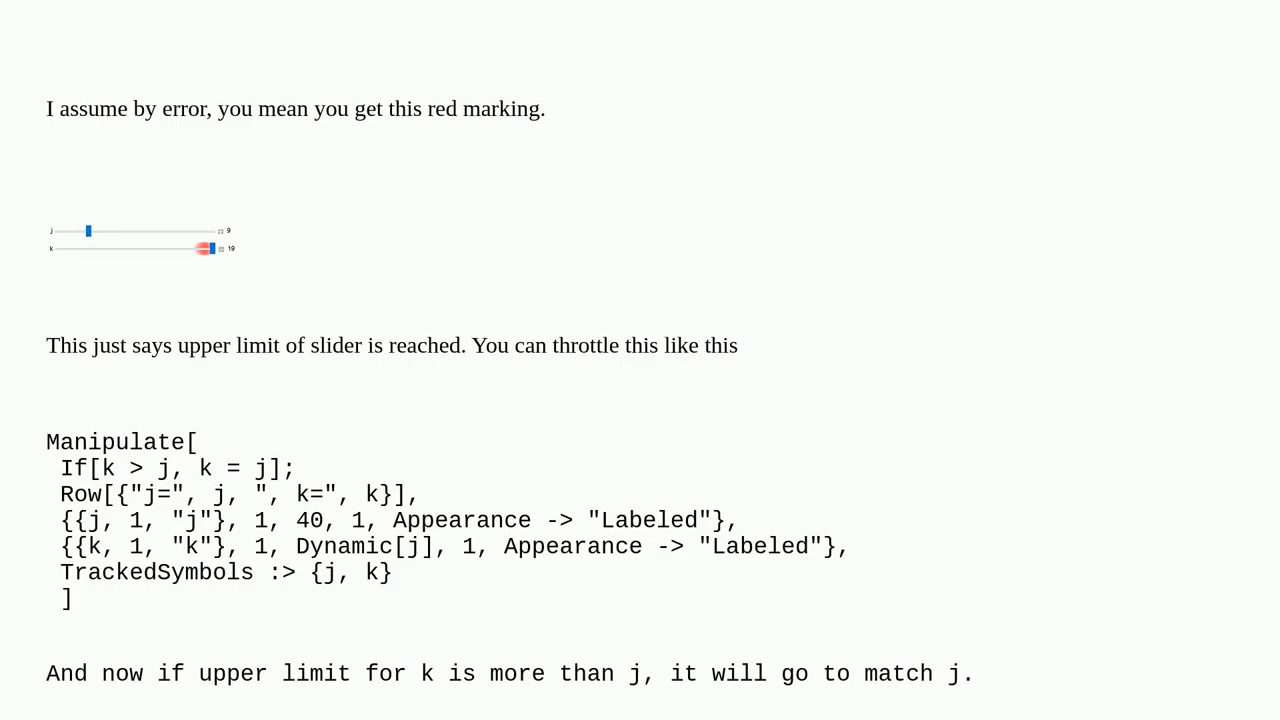 I assume by error, you mean you get this red marking.
j 9
k 19
This just says upper limit of slider is reached. You can throttle this like this
Manipulate[
 If[k > j, k = j];
 Row[{"j=", j, ", k=", k}],
 {{j, 1, "j"}, 1, 40, 1, Appearance -> "Labeled"},
 {{k, 1, "k"}, 1, Dynamic[j], 1, Appearance -> "Labeled"},
 TrackedSymbols :> {j, k}
 ]
And now if upper limit for k is more than j, it will go to match j.